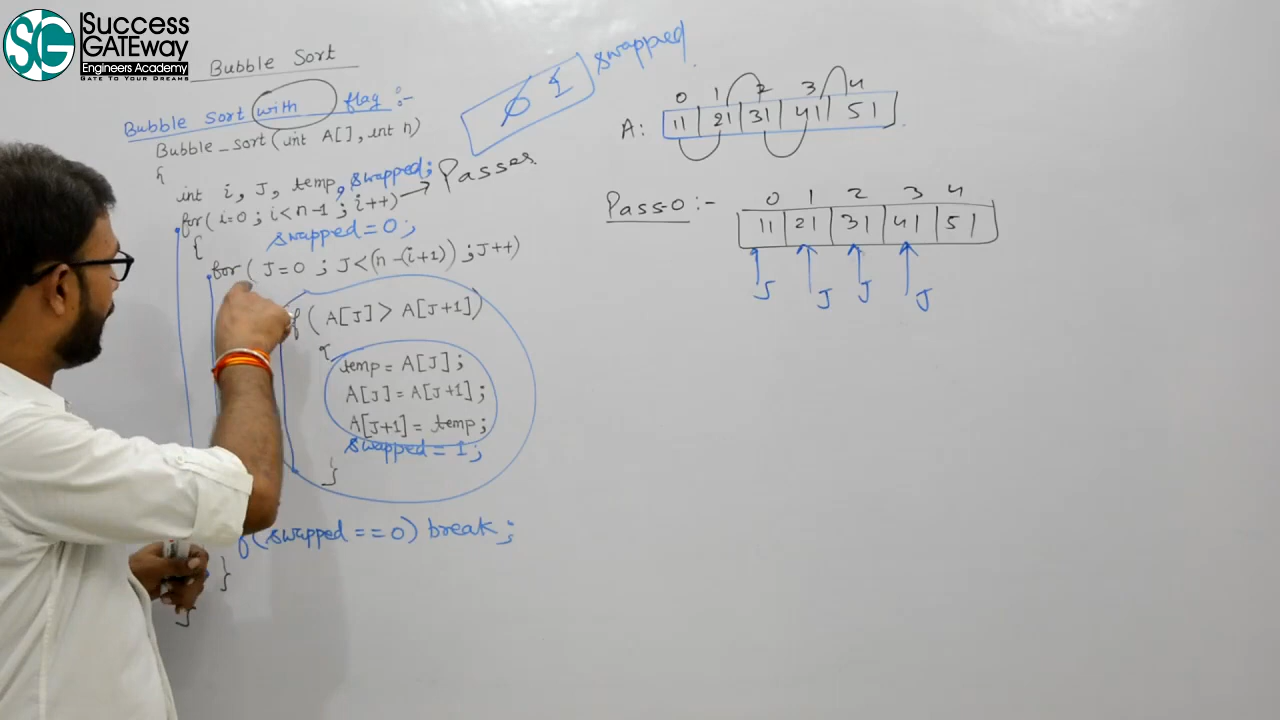 SG
Success
GATEway
Engineers Academy
GATE To Your DREAMS
Bubble Sort
Bubble Sort with flag :-
Bubble_sort (int A[], int n)
{
int i, J, temp, swapped;
for(i=0; i<n-1; i++) → Passes
{ swapped=0;
for( J=0 ; J<(n-(i+1)) ; J++)
f( A[J] > A[J+1])
{
temp = A[J];
A[J] = A[J+1];
A[J+1] = temp;
swapped = 1;
}
f(swapped == 0) break;
}
0 1 swapped
0 1 2 3 4
A: 11 21 31 41 51
Pass-0 :-
0 1 2 3 4
11 21 31 41 51
J J J J